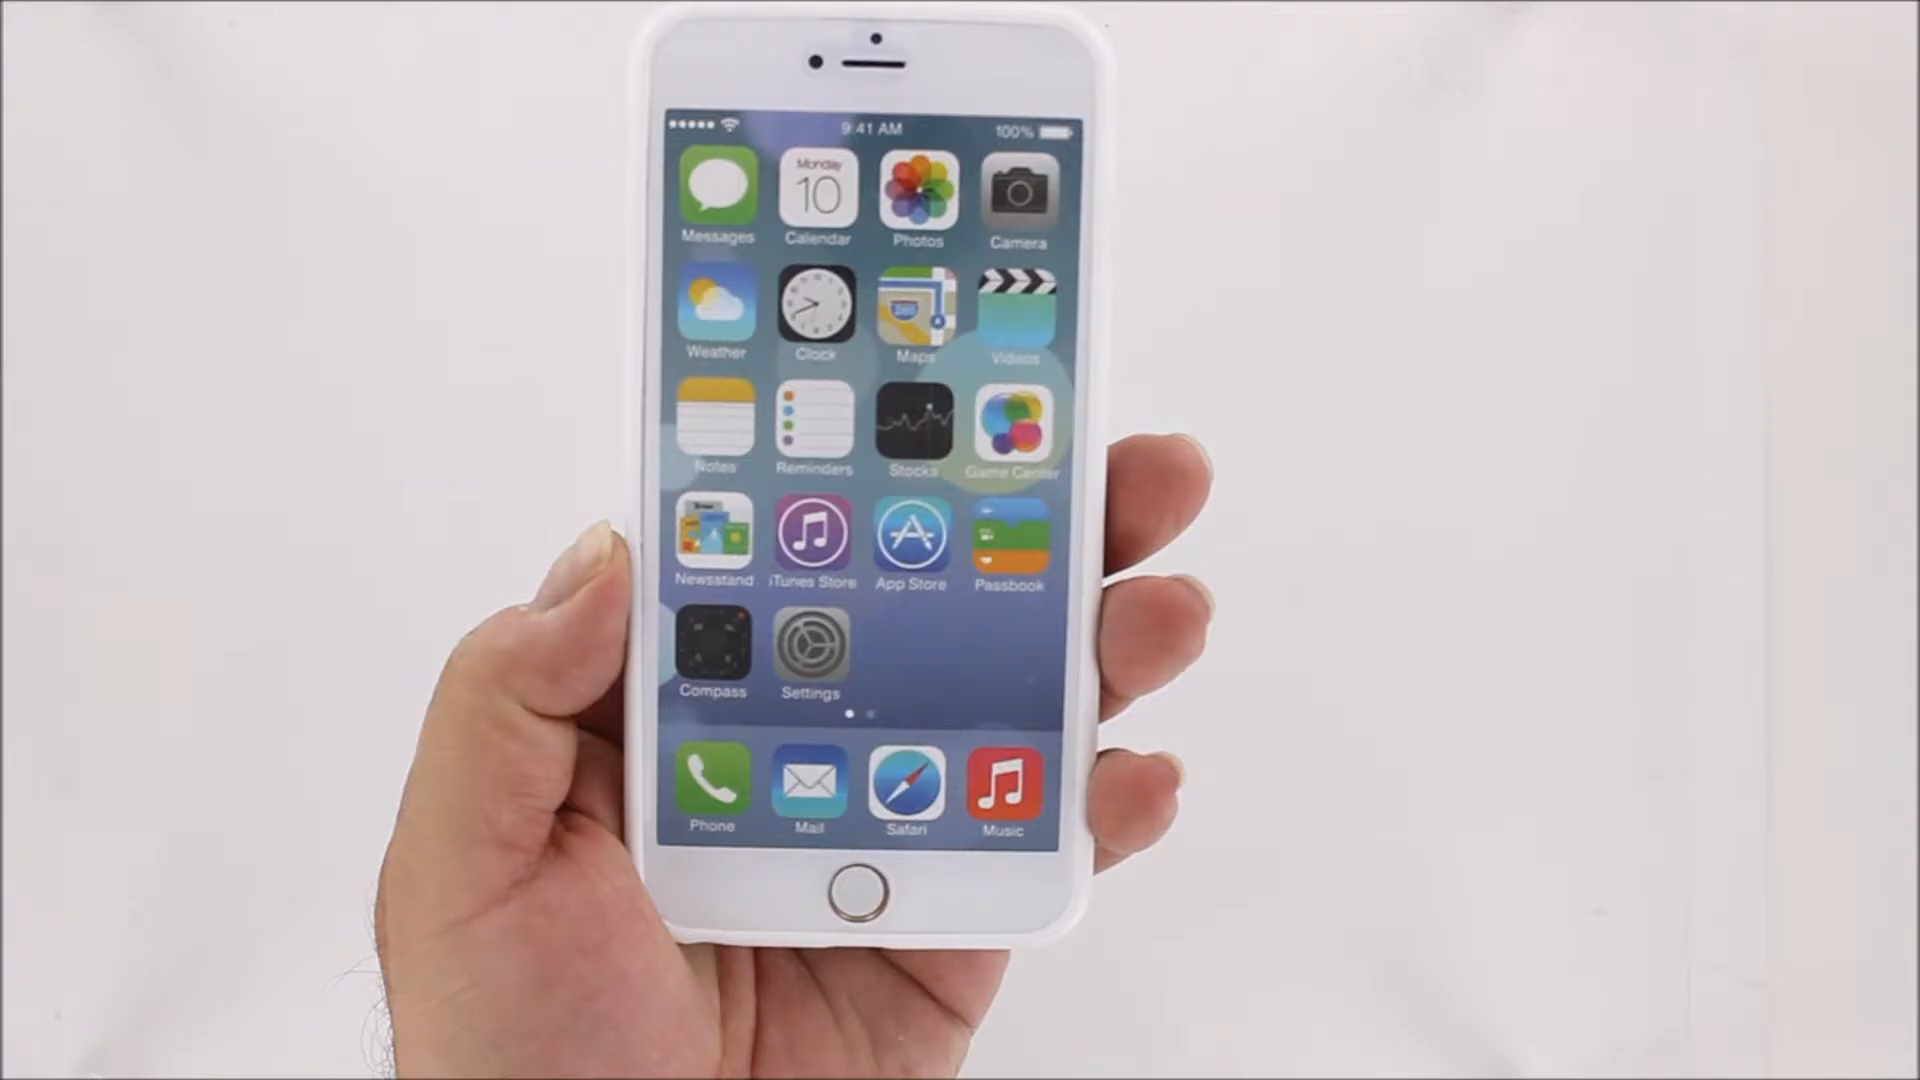 9:41 AM 100%
Monday
10
Messages Calendar Photos Camera
Weather Clock Maps Videos
Notes Reminders Stocks Game Center
Newsstand iTunes Store App Store Passbook
Compass Settings
Phone Mail Safari Music